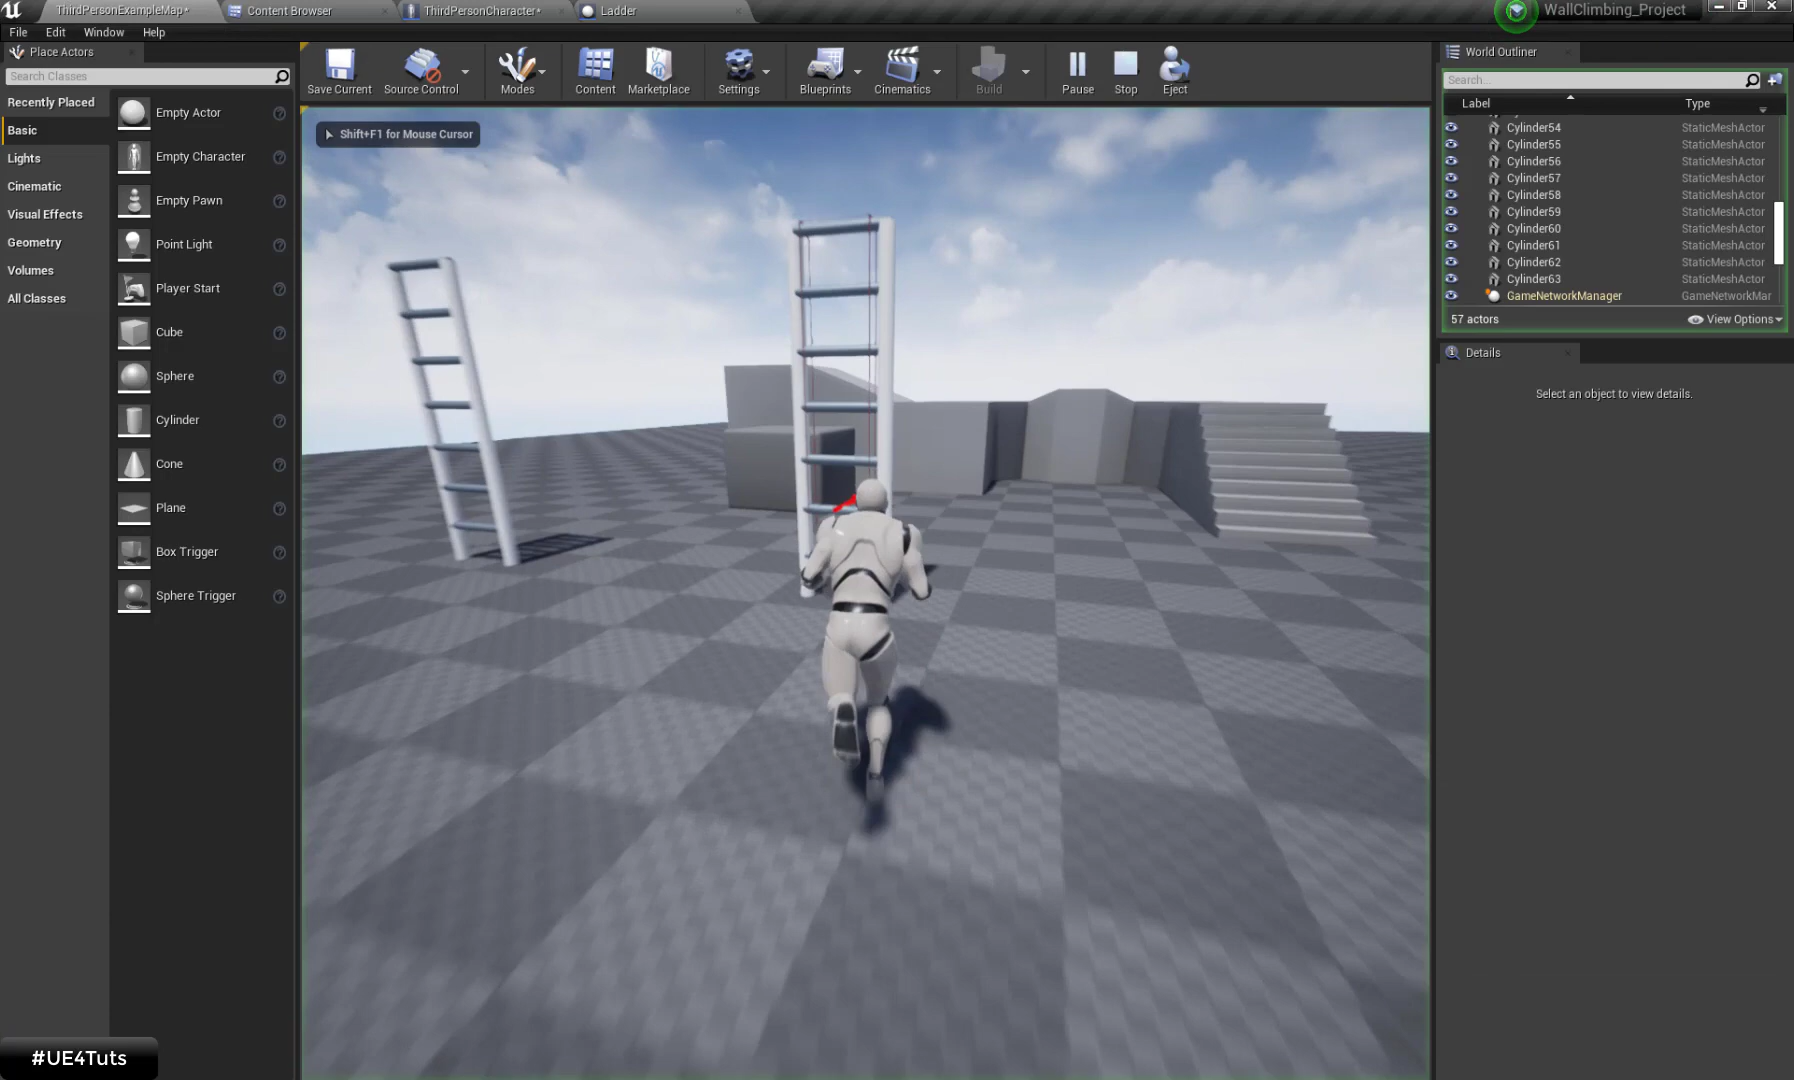 ThirdPersonExampleMap*
Content Browser
ThirdPersonCharacter*
Ladder
WallClimbing_Project
File
Edit
Window
Help
Place Actors
Search Classes
Recently Placed
Basic
Lights
Cinematic
Visual Effects
Geometry
Volumes
All Classes
Empty Actor
Empty Character
Empty Pawn
Point Light
Player Start
Cube
Sphere
Cylinder
Cone
Plane
Box Trigger
Sphere Trigger
Save Current
Source Control
Modes
Content
Marketplace
Settings
Blueprints
Cinematics
Build
Pause
Stop
Eject
Shift+F1 for Mouse Cursor
World Outliner
Search...
Label Type
Cylinder54 StaticMeshActor
Cylinder55 StaticMeshActor
Cylinder56 StaticMeshActor
Cylinder57 StaticMeshActor
Cylinder58 StaticMeshActor
Cylinder59 StaticMeshActor
Cylinder60 StaticMeshActor
Cylinder61 StaticMeshActor
Cylinder62 StaticMeshActor
Cylinder63 StaticMeshActor
GameNetworkManager GameNetworkMar
57 actors View Options
Details
Select an object to view details.
#UE4Tuts